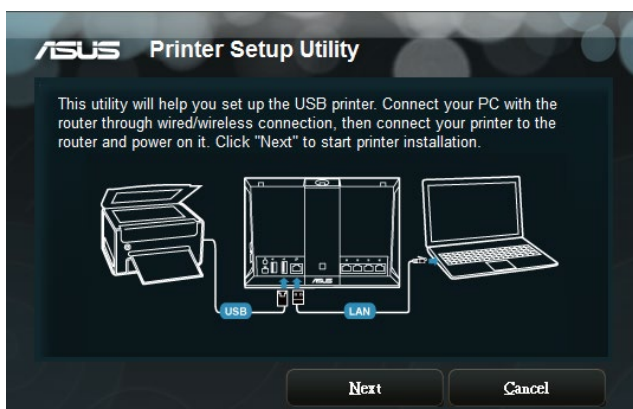 ASUS Printer Setup Utility
This utility will help you set up the USB printer. Connect your PC with the
router through wired/wireless connection, then connect your printer to the
router and power on it. Click "Next" to start printer installation.
ASUS
USB
LAN
Next
Cancel